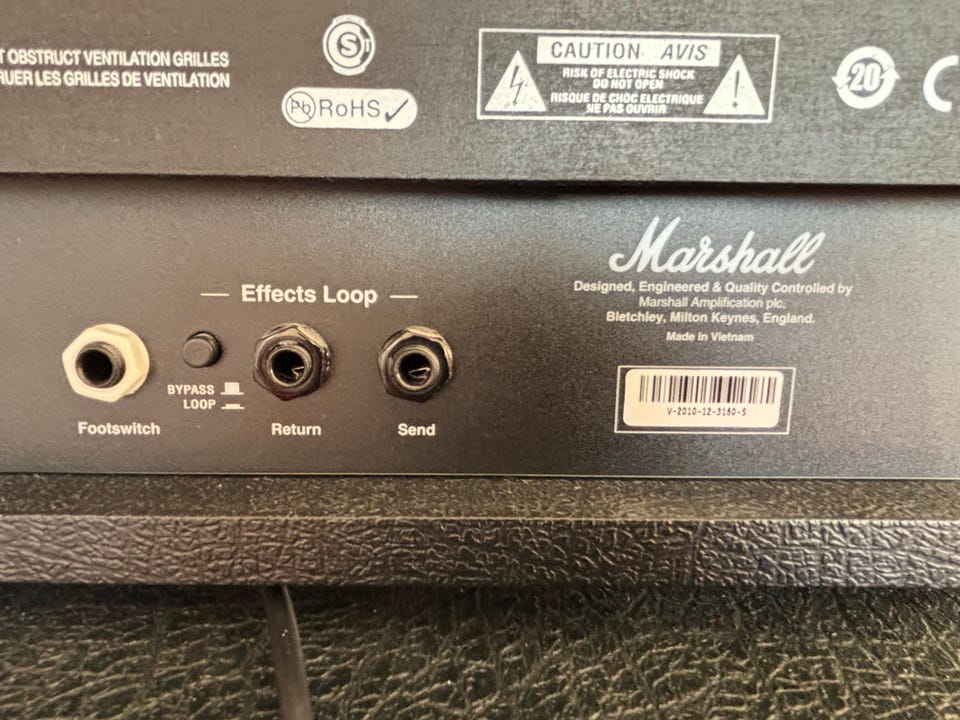 T OBSTRUCT VENTILATION GRILLES
RUER LES GRILLES DE VENTILATION
S
Pb RoHS
CAUTION AVIS
RISK OF ELECTRIC SHOCK
DO NOT OPEN
RISQUE DE CHOC ELECTRIQUE
NE PAS OUVRIR
20
Marshall
Designed, Engineered & Quality Controlled by
Marshall Amplification plc,
Bletchley, Milton Keynes, England.
Made in Vietnam
V-2010-12-3180-5
Effects Loop
BYPASS
LOOP
Footswitch
Return
Send